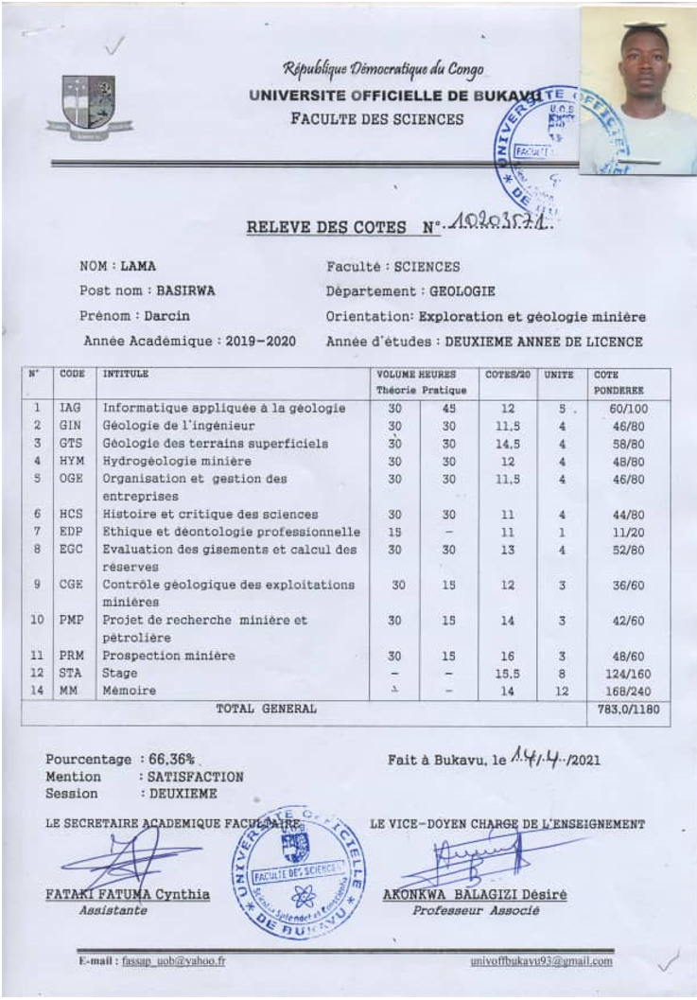 République Démocratique du Congo
UNIVERSITE OFFICIELLE DE BUKAVU
FACULTE DES SCIENCES
RELEVE DES COTES N° 10203571
NOM : LAMA Faculté : SCIENCES
Post nom : BASIRWA Département : GEOLOGIE
Prénom : Darcin Orientation: Exploration et géologie minière
Année Académique : 2019-2020 Année d'études : DEUXIEME ANNEE DE LICENCE
N° CODE INTITULE VOLUME HEURES COTES/20 UNITE COTE
Théorie Pratique PONDEREE
1 IAG Informatique appliquée à la géologie 30 45 12 5 60/100
2 GIN Géologie de l'ingénieur 30 30 11,5 4 46/80
3 GTS Géologie des terrains superficiels 30 30 14,5 4 58/80
4 HYM Hydrogéologie minière 30 30 12 4 48/80
5 OGE Organisation et gestion des 30 30 11,5 4 46/80
entreprises
6 HCS Histoire et critique des sciences 30 30 11 4 44/80
7 EDP Ethique et déontologie professionnelle 15 - 11 1 11/20
8 EGC Evaluation des gisements et calcul des 30 30 13 4 52/80
réserves
9 CGE Contrôle géologique des exploitations 30 15 12 3 36/60
minières
10 PMP Projet de recherche minière et 30 15 14 3 42/60
pétrolière
11 PRM Prospection minière 30 15 16 3 48/60
12 STA Stage - - 15,5 8 124/160
14 MM Mémoire - - 14 12 168/240
TOTAL GENERAL 783,0/1180
Pourcentage : 66,36% Fait à Bukavu, le 14/4/2021
Mention : SATISFACTION
Session : DEUXIEME
LE SECRETAIRE ACADEMIQUE FACULTAIRE LE VICE-DOYEN CHARGE DE L'ENSEIGNEMENT
UNIVERSITE OFFICIELLE DE BUKAVU
U.O.B
FACULTE DES SCIENCES
Scientia Splendet et Conscientia
FATAKI FATUMA Cynthia AKONKWA BALAGIZI Désiré
Assistante Professeur Associé
E-mail : fassap_uob@yahoo.fr univoffbukavu93@gmail.com